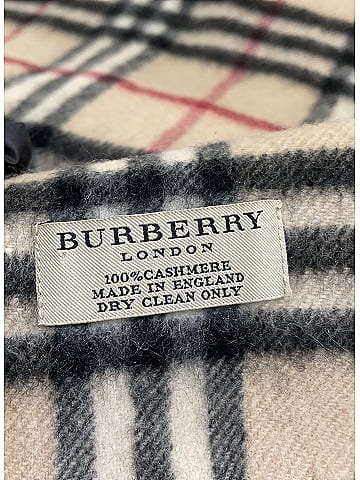 BURBERRY
LONDON
100%CASHMERE
MADE IN ENGLAND
DRY CLEAN ONLY